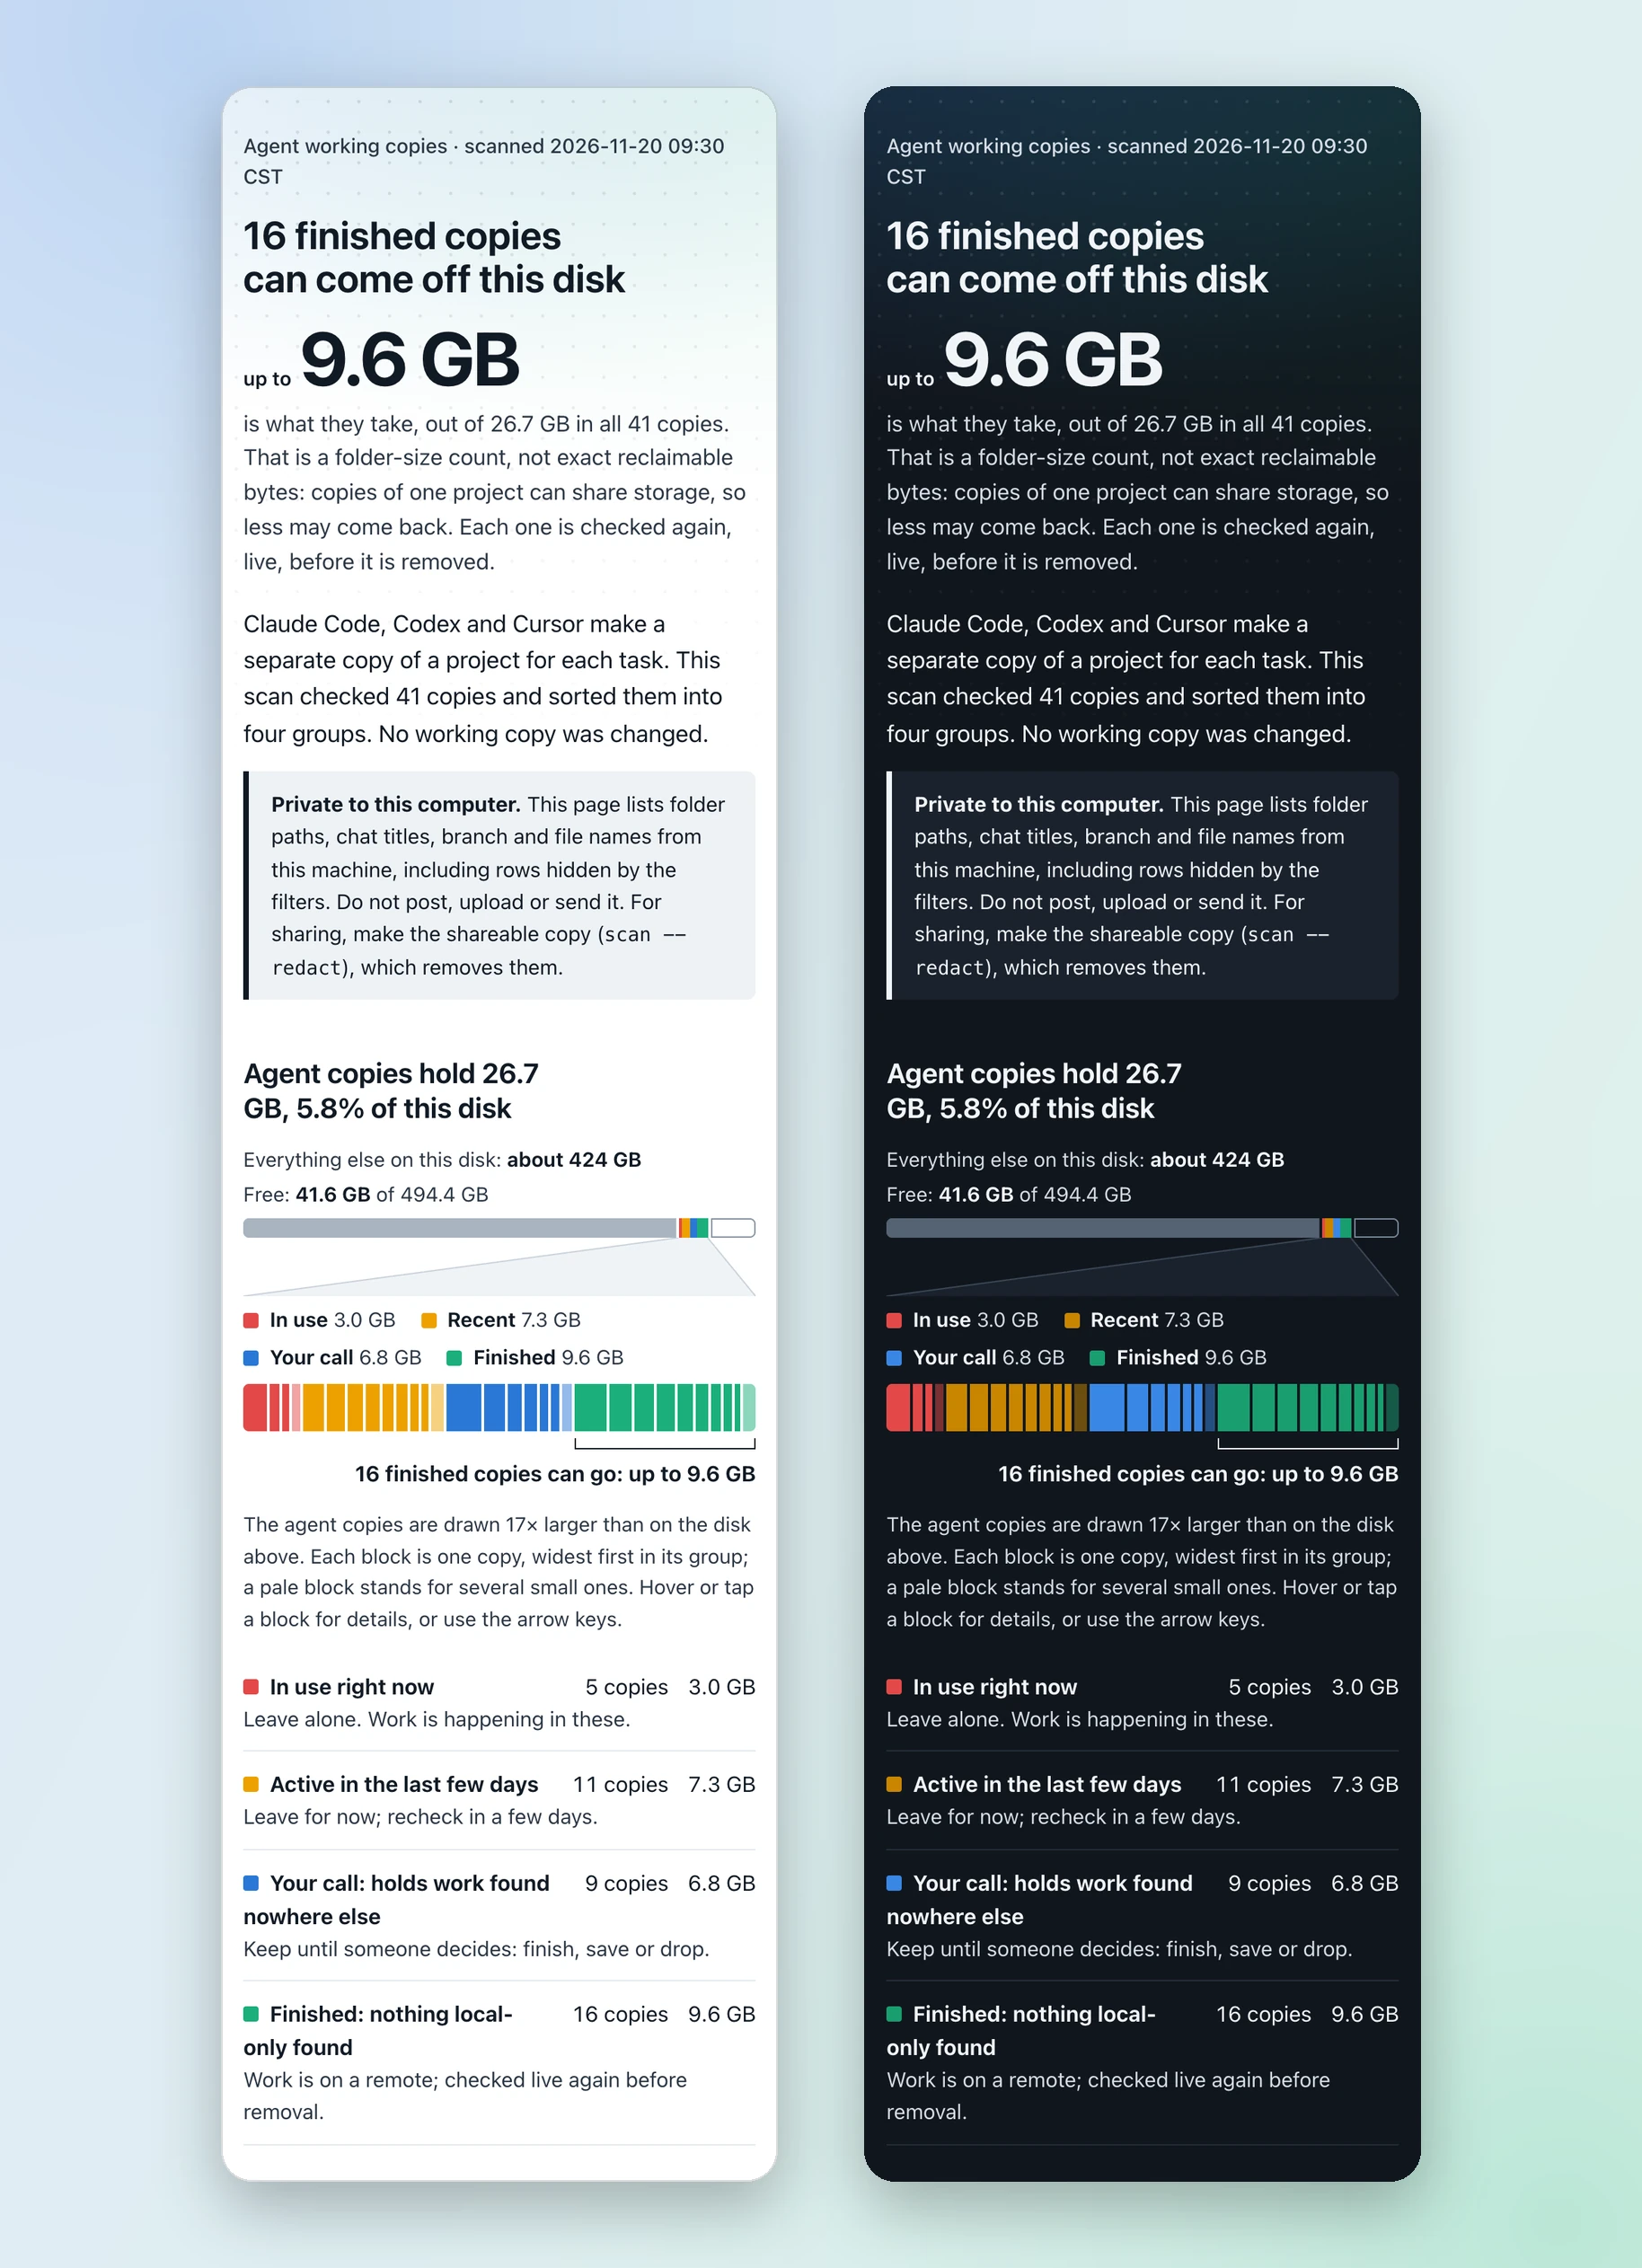 Agent working copies · scanned 2026-11-20 09:30
CST
16 finished copies
can come off this disk
up to 9.6 GB
is what they take, out of 26.7 GB in all 41 copies.
That is a folder-size count, not exact reclaimable
bytes: copies of one project can share storage, so
less may come back. Each one is checked again,
live, before it is removed.
Claude Code, Codex and Cursor make a
separate copy of a project for each task. This
scan checked 41 copies and sorted them into
four groups. No working copy was changed.
Private to this computer. This page lists folder
paths, chat titles, branch and file names from
this machine, including rows hidden by the
filters. Do not post, upload or send it. For
sharing, make the shareable copy (scan --
redact), which removes them.
Agent copies hold 26.7
GB, 5.8% of this disk
Everything else on this disk: about 424 GB
Free: 41.6 GB of 494.4 GB
In use 3.0 GB Recent 7.3 GB
Your call 6.8 GB Finished 9.6 GB
16 finished copies can go: up to 9.6 GB
The agent copies are drawn 17× larger than on the disk
above. Each block is one copy, widest first in its group;
a pale block stands for several small ones. Hover or tap
a block for details, or use the arrow keys.
In use right now 5 copies 3.0 GB
Leave alone. Work is happening in these.
Active in the last few days 11 copies 7.3 GB
Leave for now; recheck in a few days.
Your call: holds work found 9 copies 6.8 GB
nowhere else
Keep until someone decides: finish, save or drop.
Finished: nothing local- 16 copies 9.6 GB
only found
Work is on a remote; checked live again before
removal.
Agent working copies · scanned 2026-11-20 09:30
CST
16 finished copies
can come off this disk
up to 9.6 GB
is what they take, out of 26.7 GB in all 41 copies.
That is a folder-size count, not exact reclaimable
bytes: copies of one project can share storage, so
less may come back. Each one is checked again,
live, before it is removed.
Claude Code, Codex and Cursor make a
separate copy of a project for each task. This
scan checked 41 copies and sorted them into
four groups. No working copy was changed.
Private to this computer. This page lists folder
paths, chat titles, branch and file names from
this machine, including rows hidden by the
filters. Do not post, upload or send it. For
sharing, make the shareable copy (scan --
redact), which removes them.
Agent copies hold 26.7
GB, 5.8% of this disk
Everything else on this disk: about 424 GB
Free: 41.6 GB of 494.4 GB
In use 3.0 GB Recent 7.3 GB
Your call 6.8 GB Finished 9.6 GB
16 finished copies can go: up to 9.6 GB
The agent copies are drawn 17× larger than on the disk
above. Each block is one copy, widest first in its group;
a pale block stands for several small ones. Hover or tap
a block for details, or use the arrow keys.
In use right now 5 copies 3.0 GB
Leave alone. Work is happening in these.
Active in the last few days 11 copies 7.3 GB
Leave for now; recheck in a few days.
Your call: holds work found 9 copies 6.8 GB
nowhere else
Keep until someone decides: finish, save or drop.
Finished: nothing local- 16 copies 9.6 GB
only found
Work is on a remote; checked live again before
removal.